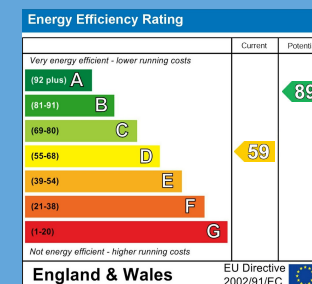 Energy Efficiency Rating
Current Potenti
Very energy efficient - lower running costs
(92 plus) A
89
(81-91) B
(69-80) C
(55-68) D
59
(39-54) E
(21-38) F
(1-20) G
Not energy efficient - higher running costs
England & Wales
EU Directive
2002/91/EC